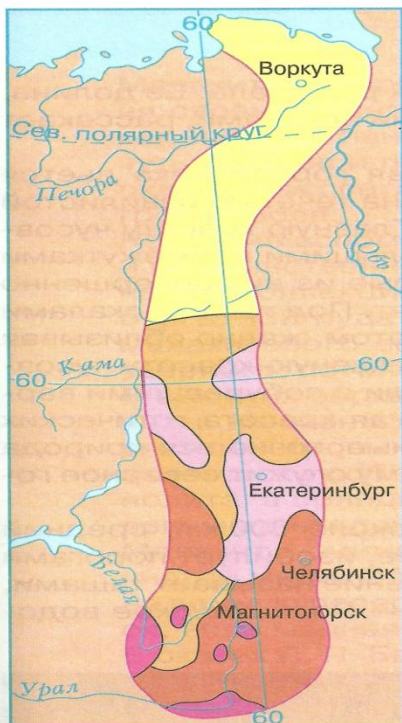 60
Воркута
Сев. полярный круг
Печора
Обь
Кама
60
60
Екатеринбург
Челябинск
Белая
Магнитогорск
Урал
60